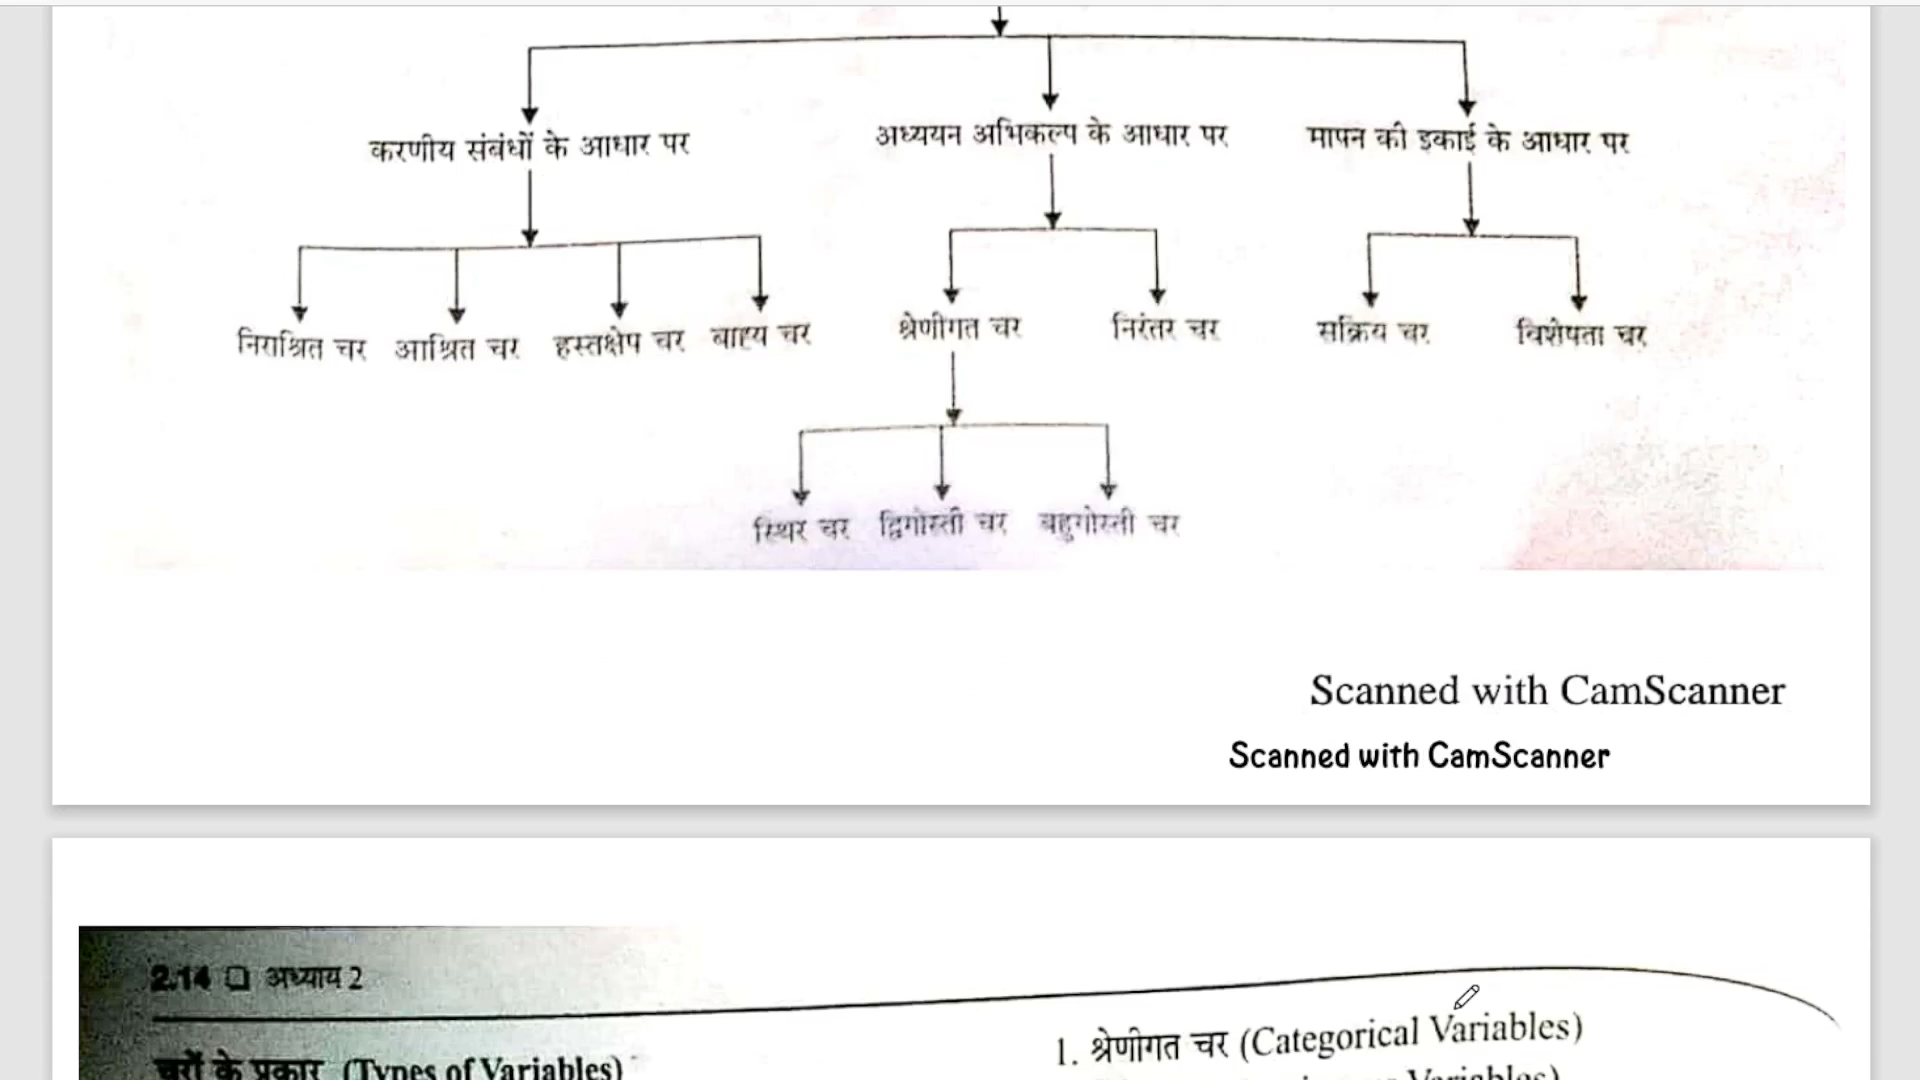 करणीय संबंधों के आधार पर
अध्ययन अभिकल्प के आधार पर
मापन की इकाई के आधार पर
निराश्रित चर
आश्रित चर
हस्तक्षेप चर
बाह्य चर
श्रेणीगत चर
निरंतर चर
सक्रिय चर
विशेषता चर
स्थिर चर
द्विगोस्ती चर
बहुगोस्ती चर
Scanned with CamScanner
Scanned with CamScanner
2.14 अध्याय 2
चरों के प्रकार (Types of Variables)
1. श्रेणीगत चर (Categorical Variables)
Variables)